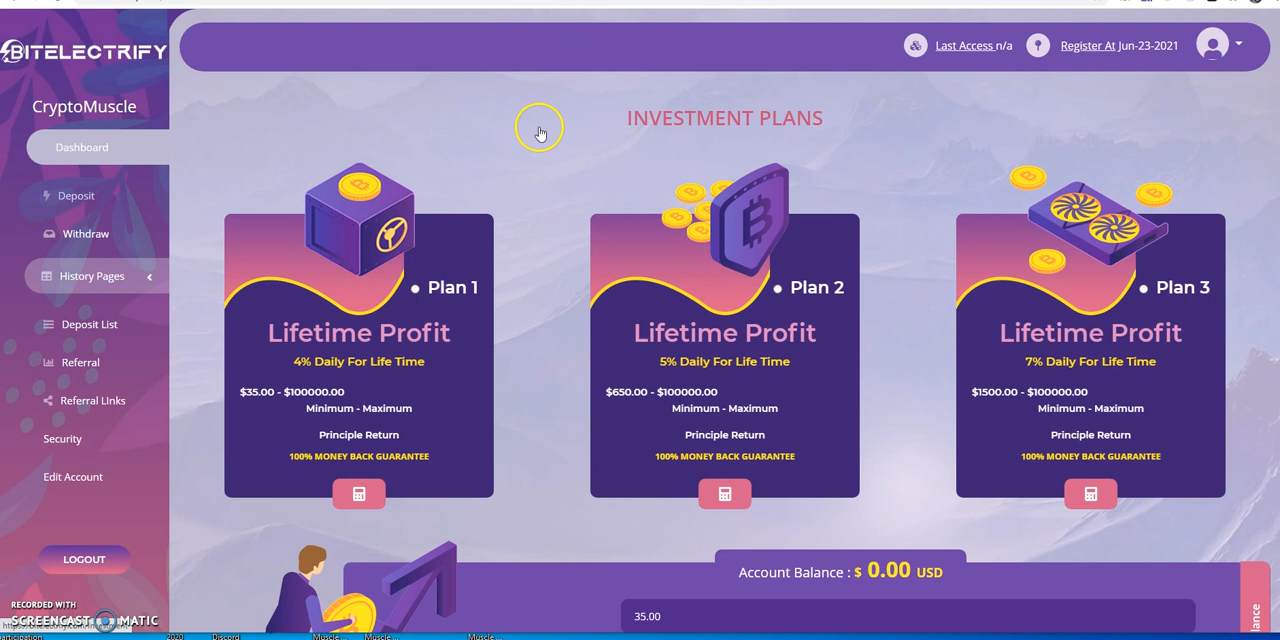 BITELECTRIFY
Last Access n/a
Register At Jun-23-2021
CryptoMuscle
Dashboard
Deposit
Withdraw
History Pages
Deposit List
Referral
Referral LInks
Security
Edit Account
LOGOUT
INVESTMENT PLANS
Plan 1
Lifetime Profit
4% Daily For Life Time
$35.00 - $100000.00
Minimum - Maximum
Principle Return
100% MONEY BACK GUARANTEE
Plan 2
Lifetime Profit
5% Daily For Life Time
$650.00 - $100000.00
Minimum - Maximum
Principle Return
100% MONEY BACK GUARANTEE
Plan 3
Lifetime Profit
7% Daily For Life Time
$1500.00 - $100000.00
Minimum - Maximum
Principle Return
100% MONEY BACK GUARANTEE
Account Balance : $ 0.00 USD
35.00
RECORDED WITH
SCREENCAST MATIC
2020
Discord
Muscle...
Muscle...
Muscle...